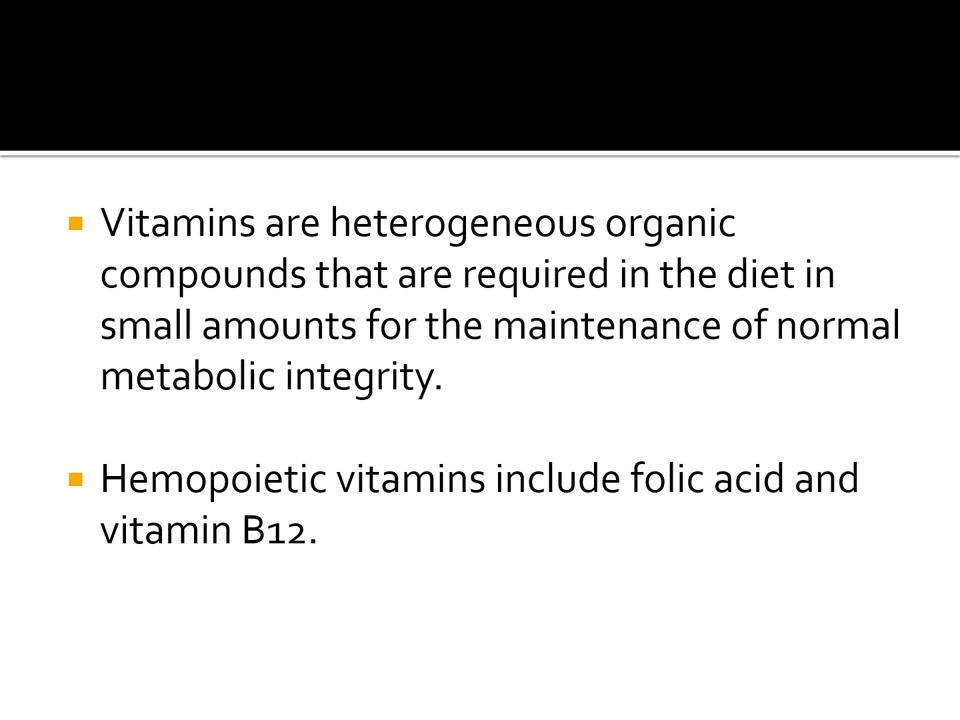 Vitamins are heterogeneous organic
compounds that are required in the diet in
small amounts for the maintenance of normal
metabolic integrity.
Hemopoietic vitamins include folic acid and
vitamin B12.